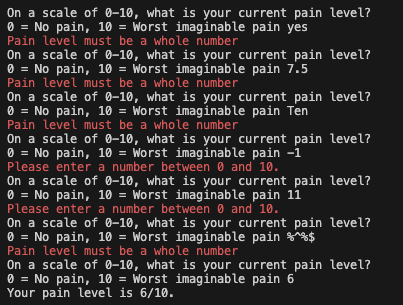 On a scale of 0-10, what is your current pain level?
0 = No pain, 10 = Worst imaginable pain yes
Pain level must be a whole number
On a scale of 0-10, what is your current pain level?
0 = No pain, 10 = Worst imaginable pain 7.5
Pain level must be a whole number
On a scale of 0-10, what is your current pain level?
0 = No pain, 10 = Worst imaginable pain Ten
Pain level must be a whole number
On a scale of 0-10, what is your current pain level?
0 = No pain, 10 = Worst imaginable pain -1
Please enter a number between 0 and 10.
On a scale of 0-10, what is your current pain level?
0 = No pain, 10 = Worst imaginable pain 11
Please enter a number between 0 and 10.
On a scale of 0-10, what is your current pain level?
0 = No pain, 10 = Worst imaginable pain %^%$
Pain level must be a whole number
On a scale of 0-10, what is your current pain level?
0 = No pain, 10 = Worst imaginable pain 6
Your pain level is 6/10.